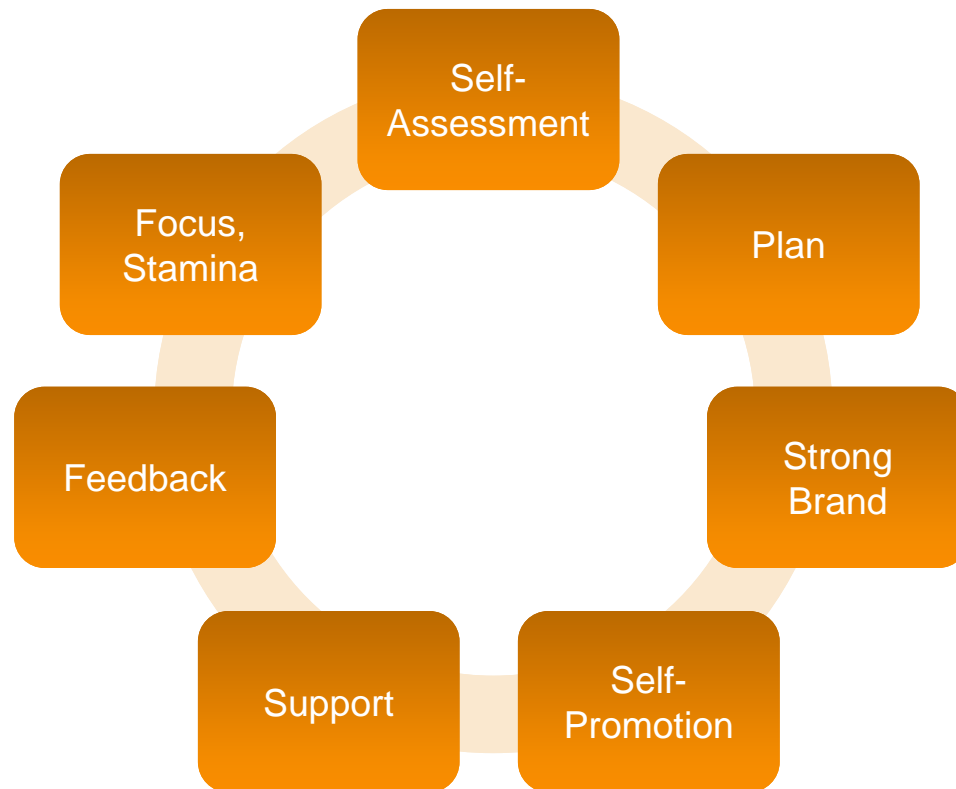 Self-
Assessment
Plan
Strong
Brand
Self-
Promotion
Support
Feedback
Focus,
Stamina